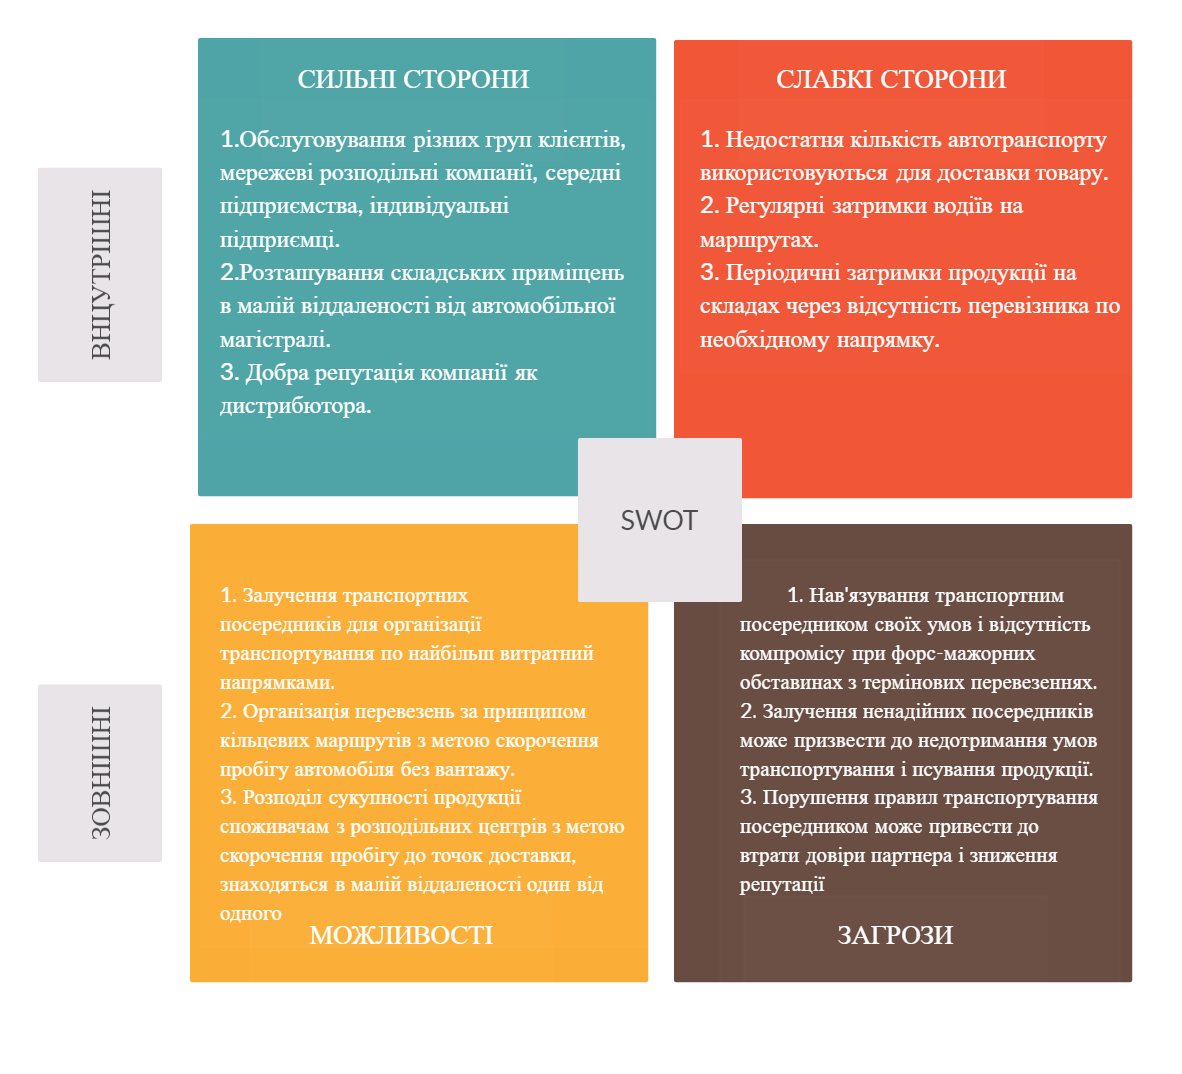 СИЛЬНІ СТОРОНИ
1.Обслуговування різних груп клієнтів,
мережеві розподільні компанії, середні
підприємства, індивідуальні
підприємці.
2.Розташування складських приміщень
в малій віддаленості від автомобільної
магістралі.
3. Добра репутація компанії як
дистрибютора.
СЛАБКІ СТОРОНИ
1. Недостатня кількість автотранспорту
використовуються для доставки товару.
2. Регулярні затримки водіїв на
маршрутах.
3. Періодичні затримки продукції на
складах через відсутність перевізника по
необхідному напрямку.
ВНЦУТРІШНІ
SWOT
1. Залучення транспортних
посередників для організації
транспортування по найбільш витратний
напрямками.
2. Організація перевезень за принципом
кільцевих маршрутів з метою скорочення
пробігу автомобіля без вантажу.
3. Розподіл сукупності продукції
споживачам з розподільних центрів з метою
скорочення пробігу до точок доставки,
знаходяться в малій віддаленості один від
одного
МОЖЛИВОСТІ
1. Нав'язування транспортним
посередником своїх умов і відсутність
компромісу при форс-мажорних
обставинах з термінових перевезеннях.
2. Залучення ненадійних посередників
може призвести до недотримання умов
транспортування і псування продукції.
3. Порушення правил транспортування
посередником може привести до
втрати довіри партнера і зниження
репутації
ЗАГРОЗИ
ЗОВНІШНІ